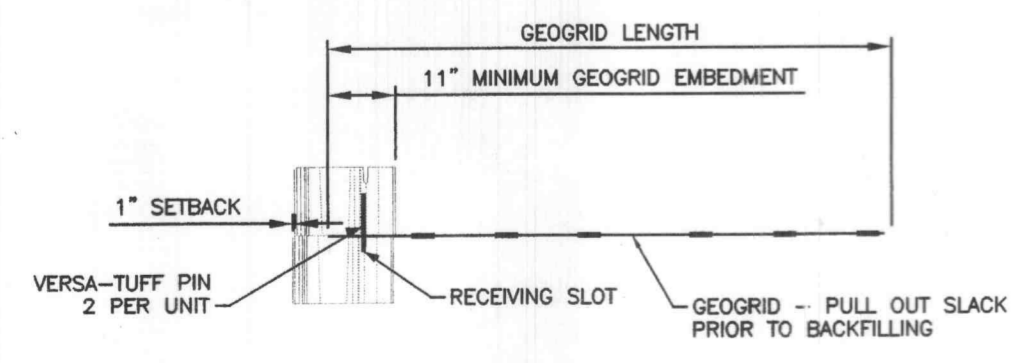 GEOGRID LENGTH
11" MINIMUM GEOGRID EMBEDMENT
1" SETBACK
VERSA-TUFF PIN
2 PER UNIT
RECEIVING SLOT
GEOGRID - PULL OUT SLACK
PRIOR TO BACKFILLING